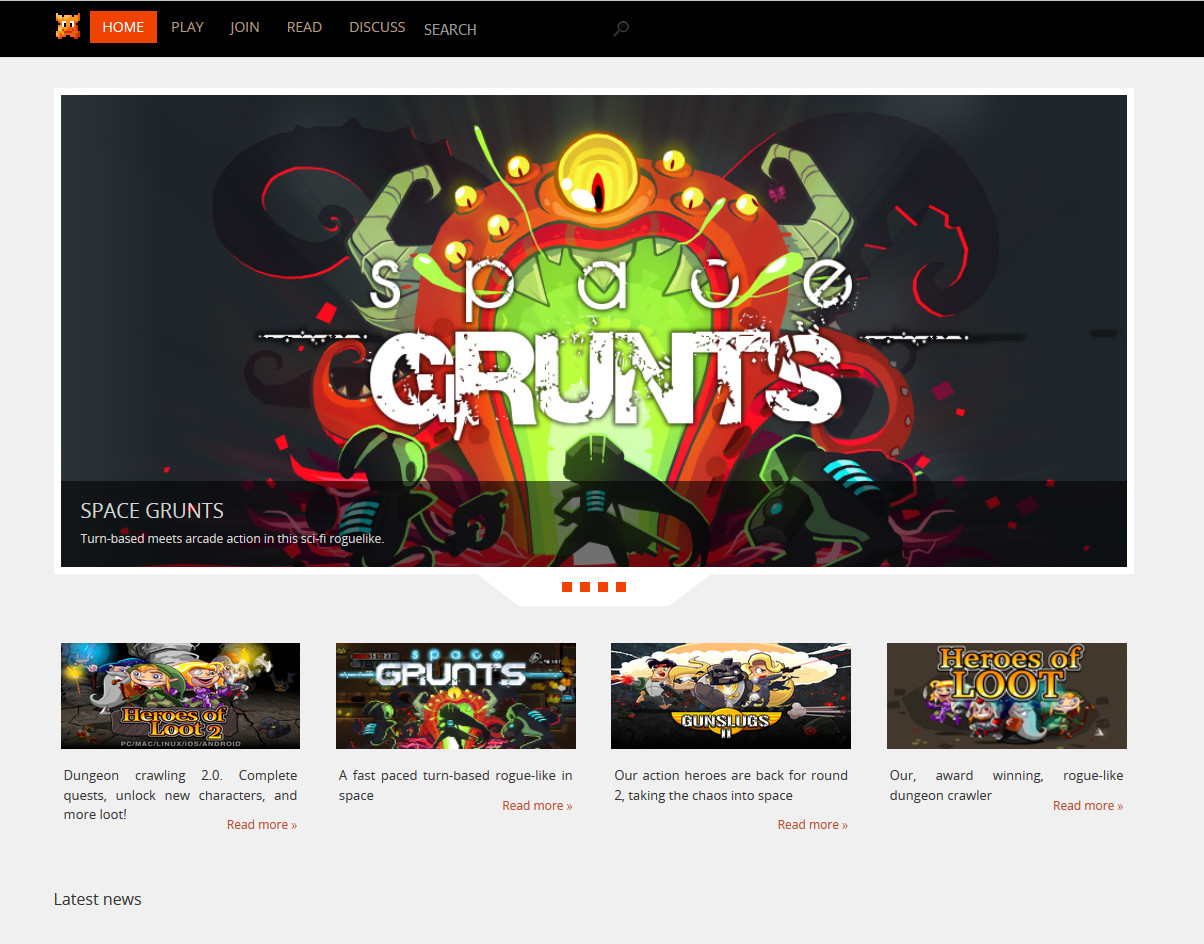 HOME PLAY JOIN READ DISCUSS SEARCH
space
GRUNTS
SPACE GRUNTS
Turn-based meets arcade action in this sci-fi roguelike.
Heroes of
Loot 2
PC/MAC/LINUX/IOS/ANDROID
space
GRUNTS
GUNSLUGS
II
Heroes of
LOOT
Dungeon crawling 2.0. Complete
quests, unlock new characters, and
more loot!
Read more »
A fast paced turn-based rogue-like in
space
Read more »
Our action heroes are back for round
2, taking the chaos into space
Read more »
Our, award winning, rogue-like
dungeon crawler
Read more »
Latest news